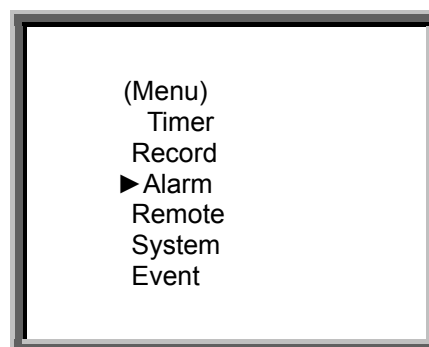 (Menu)
Timer
Record
►Alarm
Remote
System
Event